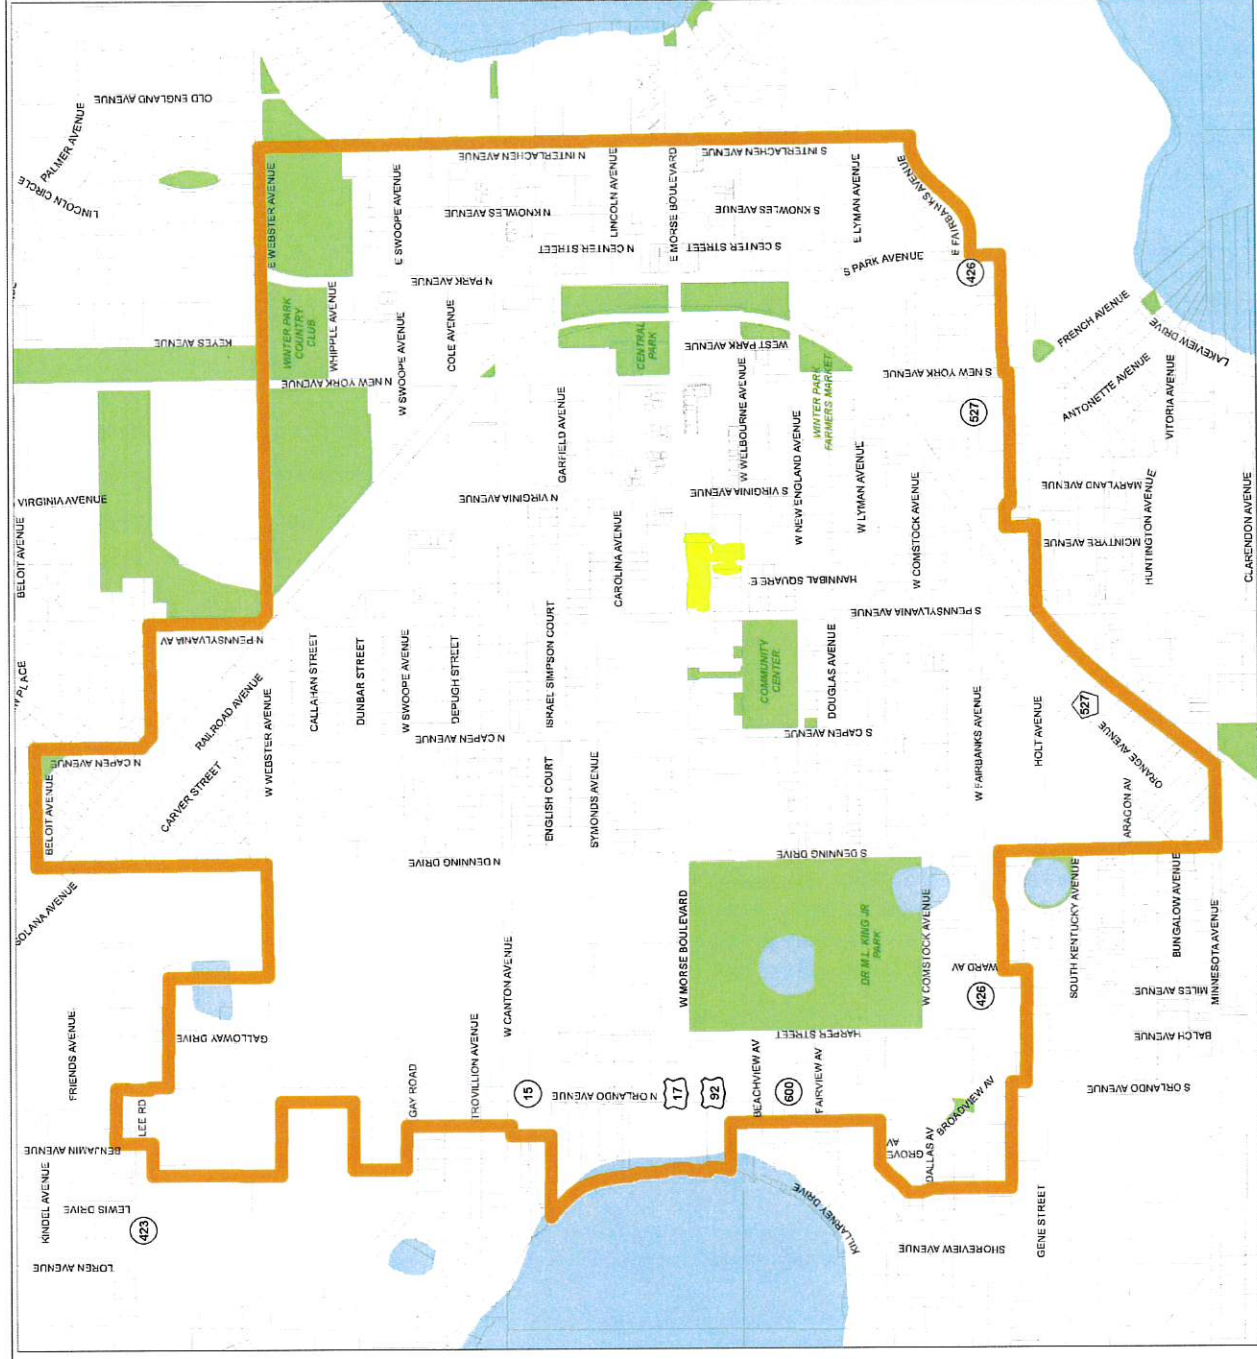 OLD ENGLAND AVENUE
PALMER AVENUE
LINCOLN CIRCLE
KEYES AVENUE
VIRGINIA AVENUE
BELOIT AVENUE
PLACE
E WEBSTER AVENUE
WINTER PARK
COUNTRY
CLUB
WHIPPLE AVENUE
N NEW YORK AVENUE
E SWOOPE AVENUE
W SWOOPE AVENUE
N INTERLACHEN AVENUE
N KNOWLES AVENUE
N PARK AVENUE
COLE AVENUE
N CENTER STREET
LINCOLN AVENUE
E MORSE BOULEVARD
S INTERLACHEN AVENUE
S KNOWLES AVENUE
S CENTER STREET
E LYMAN AVENUE
E FAIRBANKS AVENUE
S PARK AVENUE
426
CENTRAL
PARK
WEST PARK AVENUE
WINTER PARK
FARMERS MARKET
S NEW YORK AVENUE
527
FRENCH AVENUE
LAKEVIEW DRIVE
ANTONETTE AVENUE
VITORIA AVENUE
GARFIELD AVENUE
N VIRGINIA AVENUE
W WELBOURNE AVENUE
S VIRGINIA AVENUE
W NEW ENGLAND AVENUE
W LYMAN AVENUE
W COMSTOCK AVENUE
MARYLAND AVENUE
MCINTYRE AVENUE
HUNTINGTON AVENUE
CLARENDON AVENUE
CAROLINA AVENUE
HANNIBAL SQUARE E
S PENNSYLVANIA AVENUE
N PENNSYLVANIA AV
RAILROAD AVENUE
CALLAHAN STREET
DUNBAR STREET
W SWOOPE AVENUE
DEPUGH STREET
ISRAEL SIMPSON COURT
COMMUNITY
CENTER
DOUGLAS AVENUE
N CAPEN AVENUE
BELOIT AVENUE
CARVER STREET
W WEBSTER AVENUE
N CAPEN AVENUE
S CAPEN AVENUE
W FAIRBANKS AVENUE
HOLT AVENUE
527
ORANGE AVENUE
ARAGON AV
ENGLISH COURT
SYMONDS AVENUE
N DENNING DRIVE
S DENNING DRIVE
SOLANA AVENUE
W CANTON AVENUE
W MORSE BOULEVARD
DR M L KING JR
PARK
W COMSTOCK AVENUE
WARD AV
426
SOUTH KENTUCKY AVENUE
BUNGALOW AVENUE
MINNESOTA AVENUE
MILES AVENUE
BALCH AVENUE
S ORLANDO AVENUE
FRIENDS AVENUE
GALLOWAY DRIVE
LEE RD
BENJAMIN AVENUE
GAY ROAD
TROVILLION AVENUE
15
N ORLANDO AVENUE
17
92
HARPER STREET
BEACHVIEW AV
600
FAIRVIEW AV
BROADVIEW AV
GROVE
AV
DALLAS AV
KINDEL AVENUE
LEWIS DRIVE
423
LOREN AVENUE
KILLARNEY DRIVE
SHOREVIEW AVENUE
GENE STREET